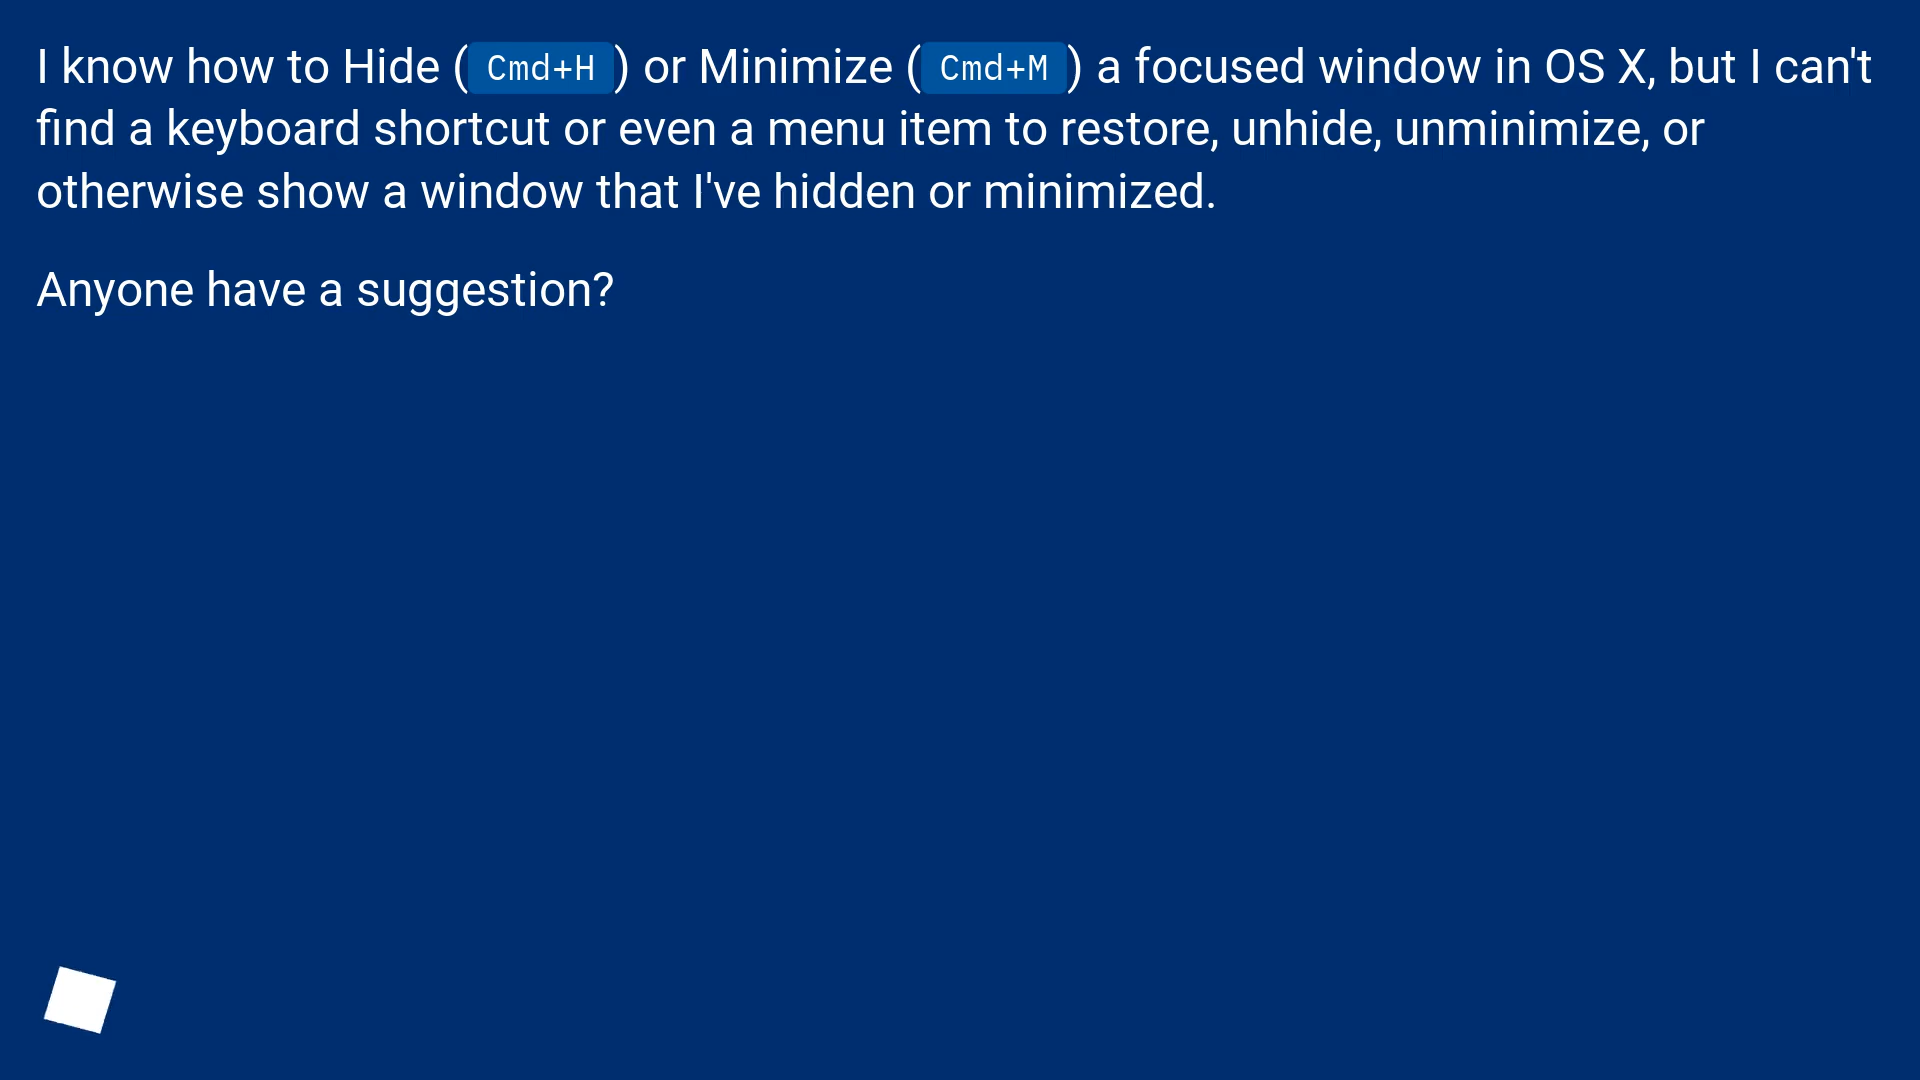 I know how to Hide (Cmd+H) or Minimize (Cmd+M) a focused window in OS X, but I can't
find a keyboard shortcut or even a menu item to restore, unhide, unminimize, or
otherwise show a window that I've hidden or minimized.
Anyone have a suggestion?